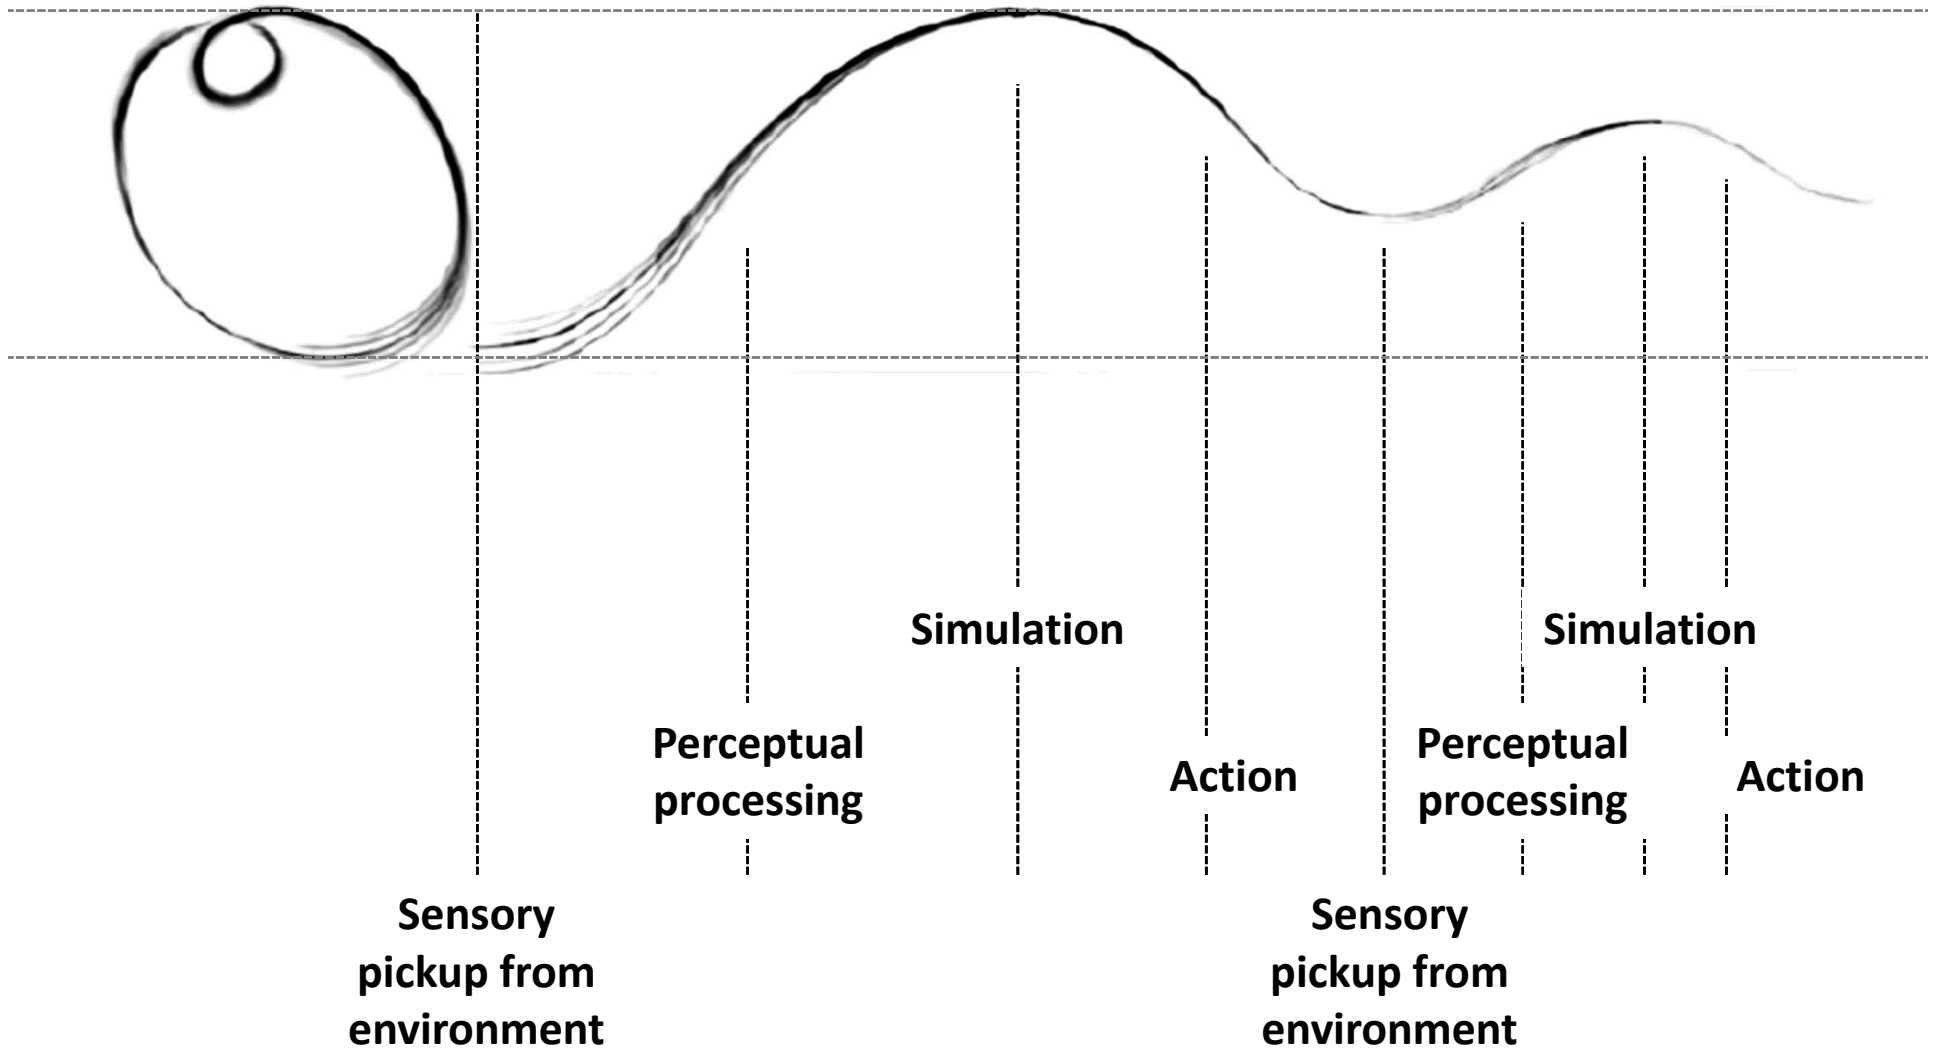 Simulation
Simulation
Perceptual
processing
Action
Perceptual
processing
Action
Sensory
pickup from
environment
Sensory
pickup from
environment